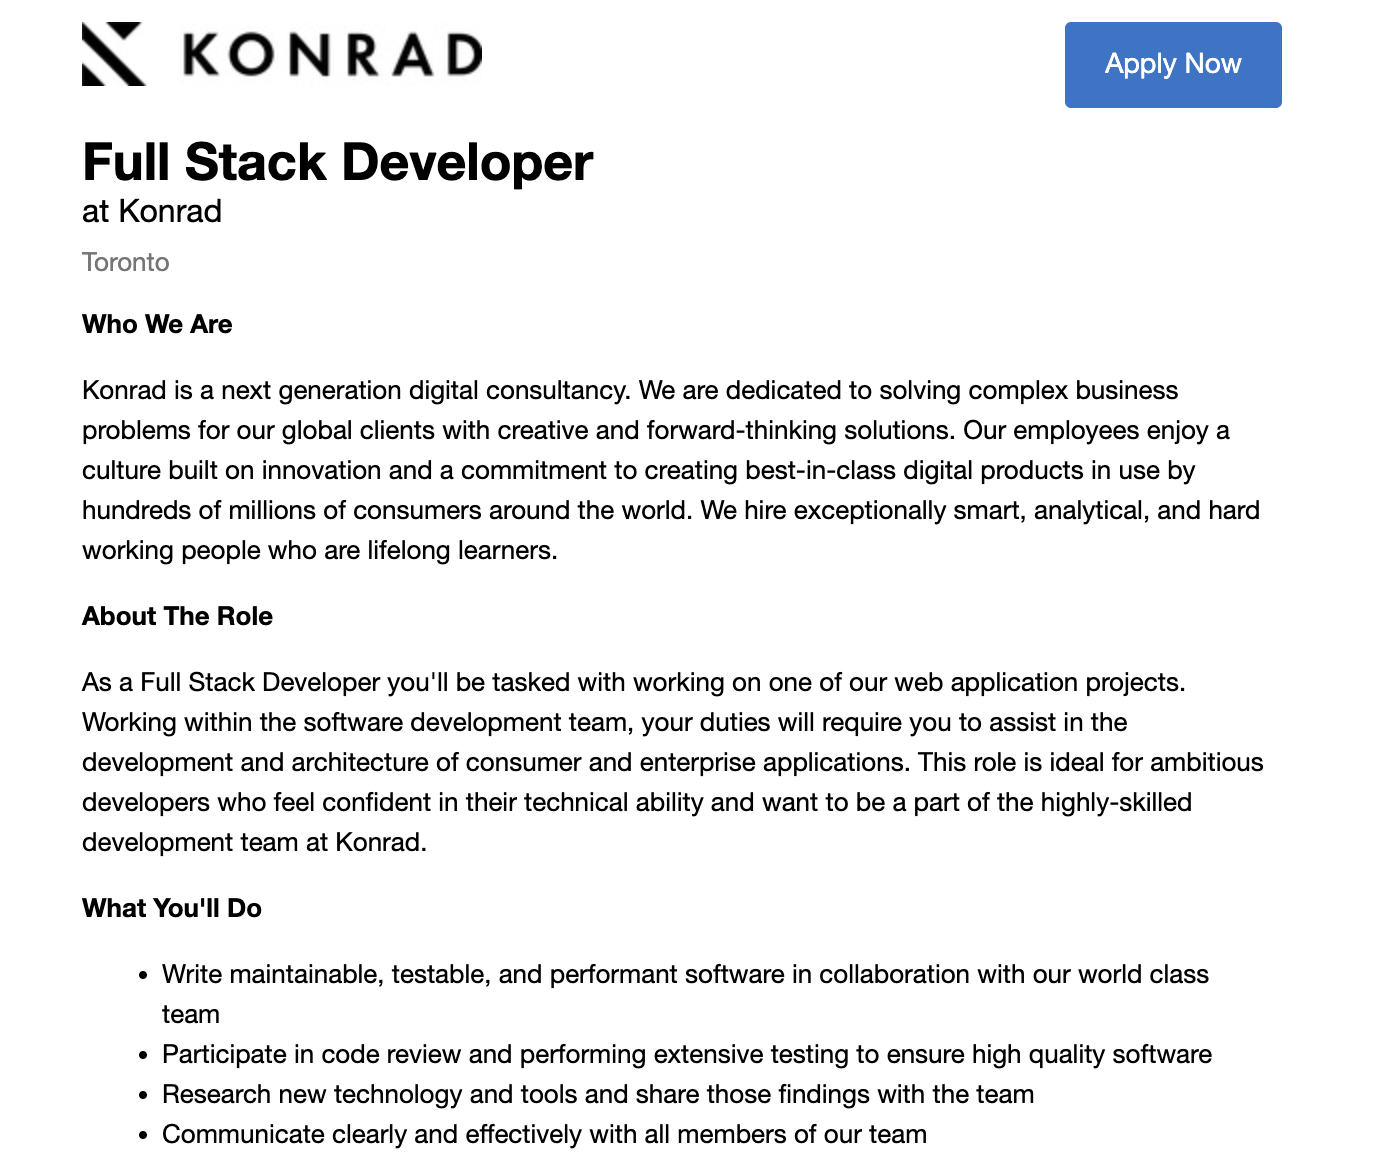 KONRAD
Apply Now
Full Stack Developer
at Konrad
Toronto
Who We Are
Konrad is a next generation digital consultancy. We are dedicated to solving complex business
problems for our global clients with creative and forward-thinking solutions. Our employees enjoy a
culture built on innovation and a commitment to creating best-in-class digital products in use by
hundreds of millions of consumers around the world. We hire exceptionally smart, analytical, and hard
working people who are lifelong learners.
About The Role
As a Full Stack Developer you'll be tasked with working on one of our web application projects.
Working within the software development team, your duties will require you to assist in the
development and architecture of consumer and enterprise applications. This role is ideal for ambitious
developers who feel confident in their technical ability and want to be a part of the highly-skilled
development team at Konrad.
What You'll Do
• Write maintainable, testable, and performant software in collaboration with our world class
team
• Participate in code review and performing extensive testing to ensure high quality software
• Research new technology and tools and share those findings with the team
• Communicate clearly and effectively with all members of our team